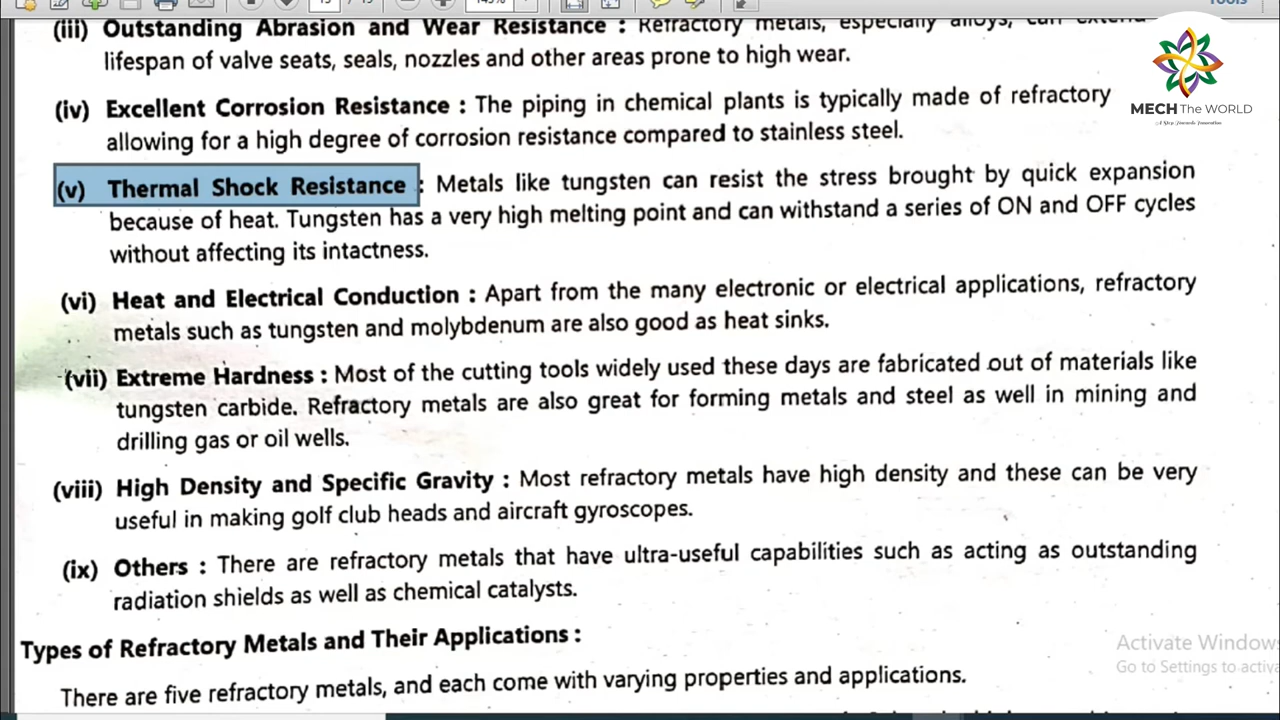 Tools
(iii) Outstanding Abrasion and Wear Resistance : Refractory metals, especially alloys, can extend
lifespan of valve seats, seals, nozzles and other areas prone to high wear.
(iv) Excellent Corrosion Resistance : The piping in chemical plants is typically made of refractory
allowing for a high degree of corrosion resistance compared to stainless steel.
(v) Thermal Shock Resistance : Metals like tungsten can resist the stress brought by quick expansion
because of heat. Tungsten has a very high melting point and can withstand a series of ON and OFF cycles
without affecting its intactness.
(vi) Heat and Electrical Conduction : Apart from the many electronic or electrical applications, refractory
metals such as tungsten and molybdenum are also good as heat sinks.
(vii) Extreme Hardness : Most of the cutting tools widely used these days are fabricated out of materials like
tungsten carbide. Refractory metals are also great for forming metals and steel as well in mining and
drilling gas or oil wells.
(viii) High Density and Specific Gravity : Most refractory metals have high density and these can be very
useful in making golf club heads and aircraft gyroscopes.
(ix) Others : There are refractory metals that have ultra-useful capabilities such as acting as outstanding
radiation shields as well as chemical catalysts.
Types of Refractory Metals and Their Applications :
There are five refractory metals, and each come with varying properties and applications.
MECH The WORLD
A Step Towards Innovation
Activate Windows
Go to Settings to activa